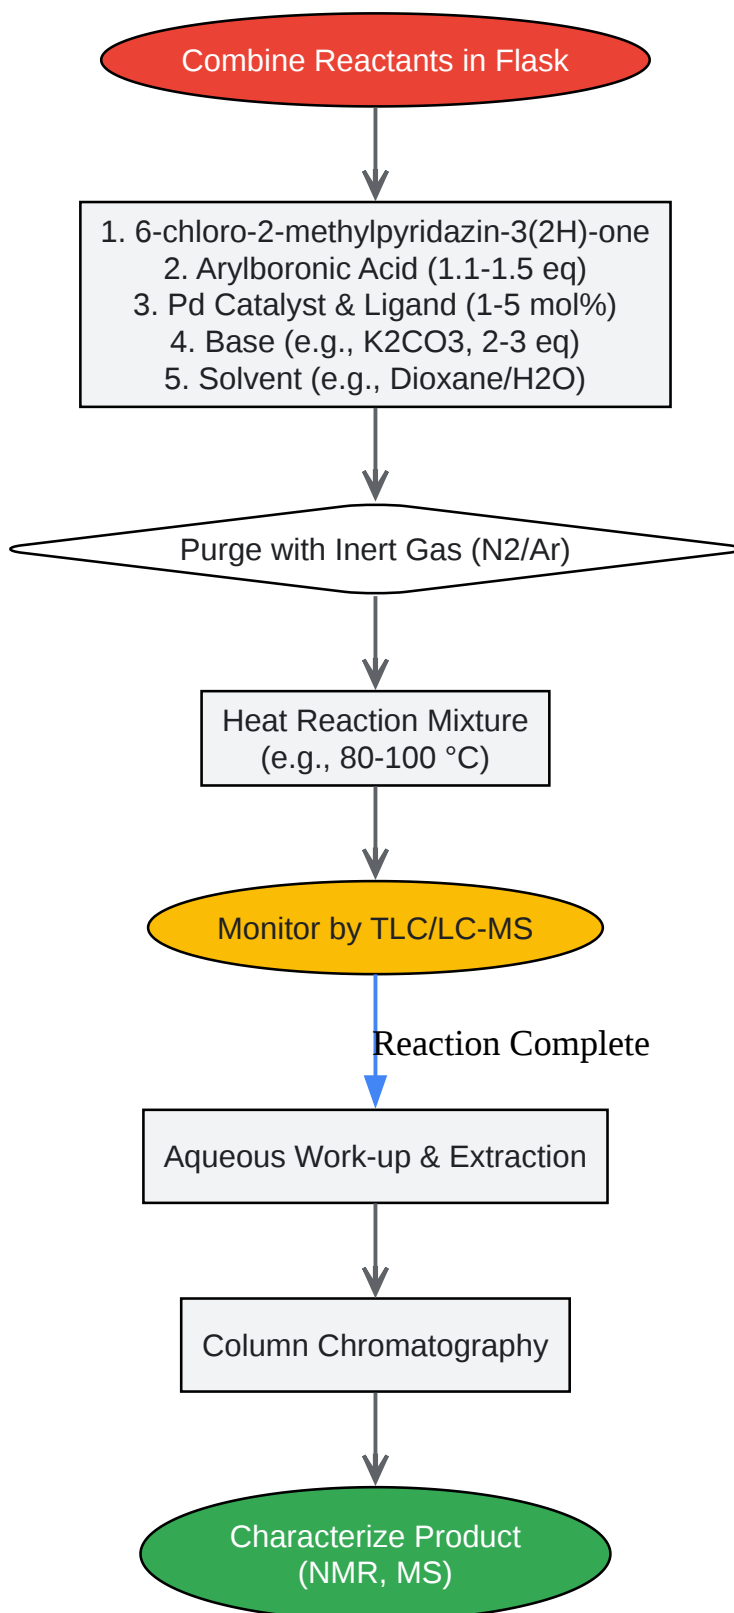 Combine Reactants in Flask
1. 6-chloro-2-methylpyridazin-3(2H)-one
2. Arylboronic Acid (1.1-1.5 eq)
3. Pd Catalyst & Ligand (1-5 mol%)
4. Base (e.g., K2CO3, 2-3 eq)
5. Solvent (e.g., Dioxane/H2O)
Purge with Inert Gas (N2/Ar)
Heat Reaction Mixture
(e.g., 80-100 °C)
Monitor by TLC/LC-MS
Reaction Complete
Aqueous Work-up & Extraction
Column Chromatography
Characterize Product
(NMR, MS)